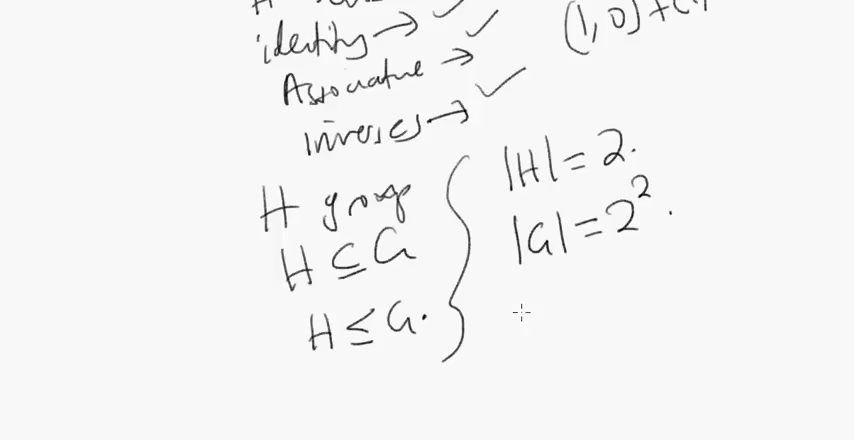 H
identity → ✓
Associative → ✓
inverses → ✓
(1, 0) + (
H group
H ⊆ G
H ≤ G.
|H| = 2.
|G| = 2².